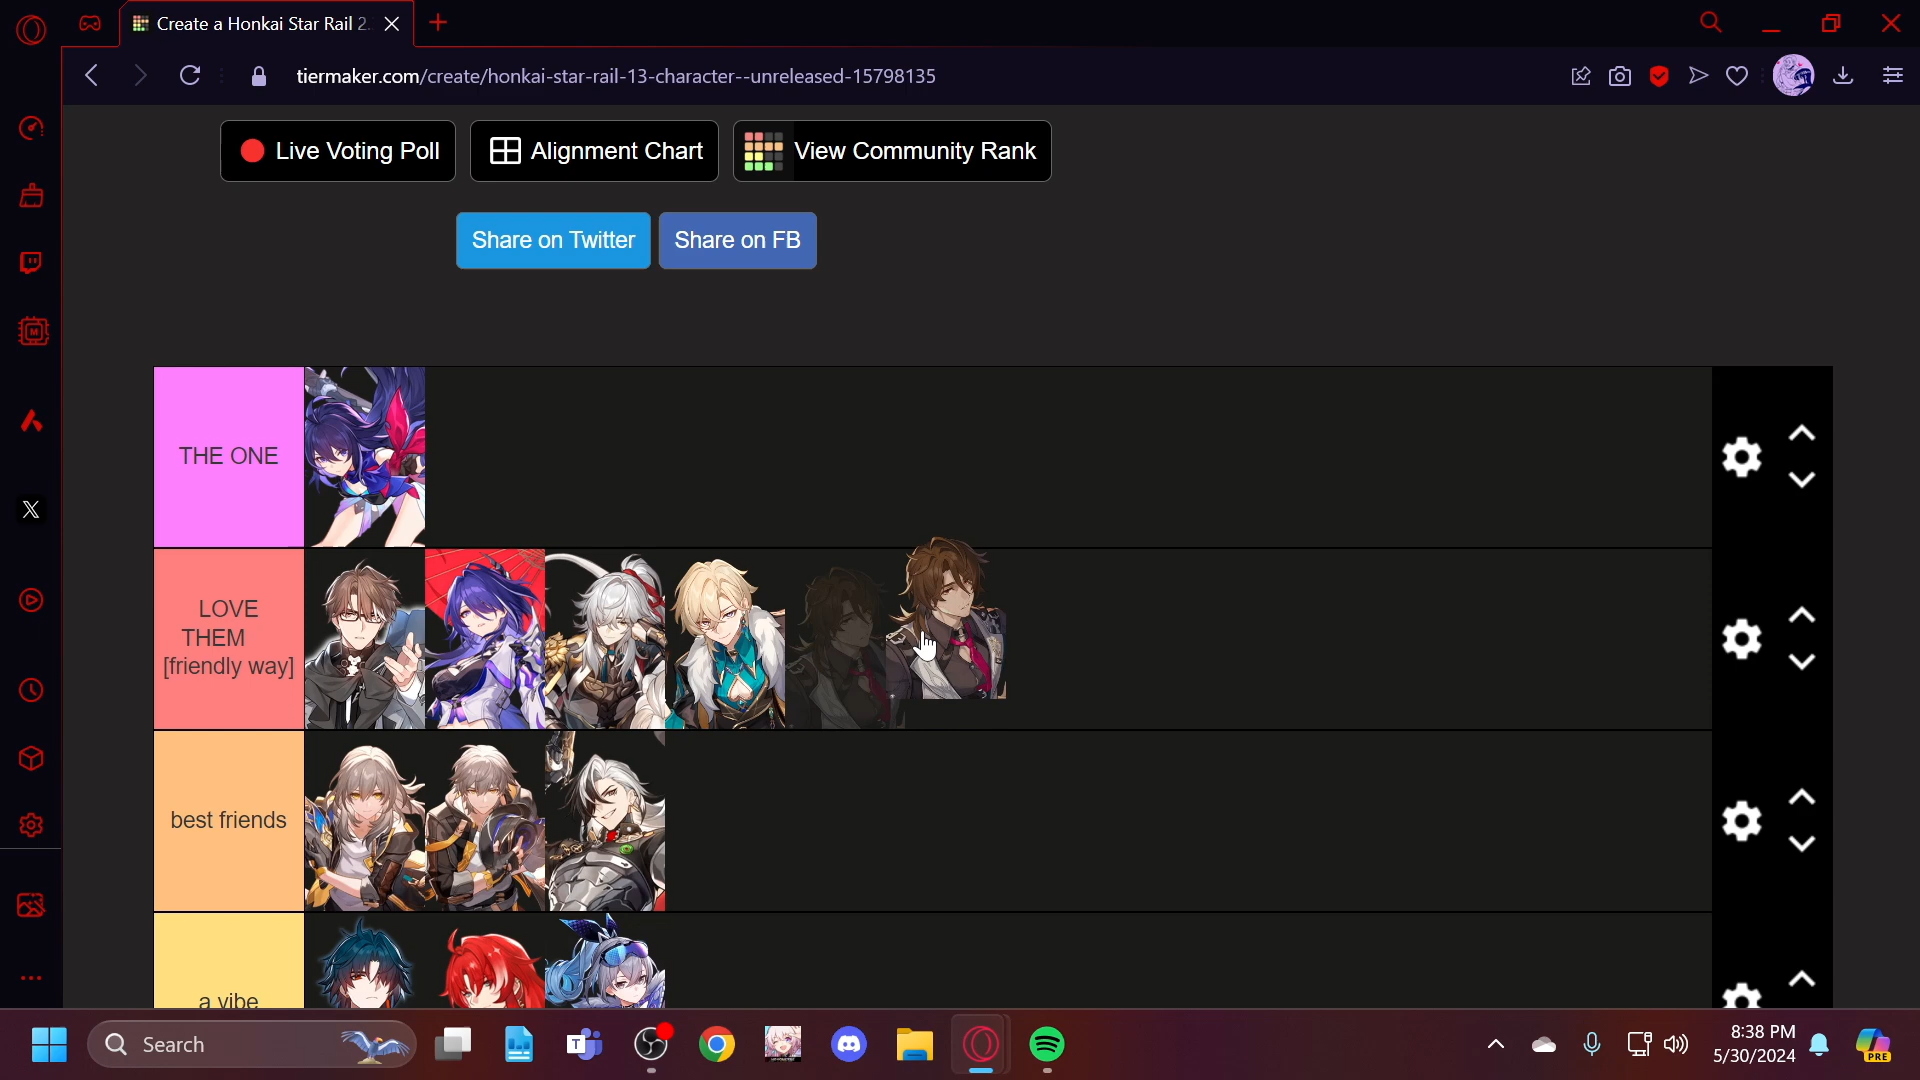 Create a Honkai Star Rail 2.
tiermaker.com/create/honkai-star-rail-13-character--unreleased-15798135
Live Voting Poll
Alignment Chart
View Community Rank
Share on Twitter
Share on FB
THE ONE
LOVE
THEM
[friendly way]
best friends
a vibe
Search
8:38 PM
5/30/2024
PRE